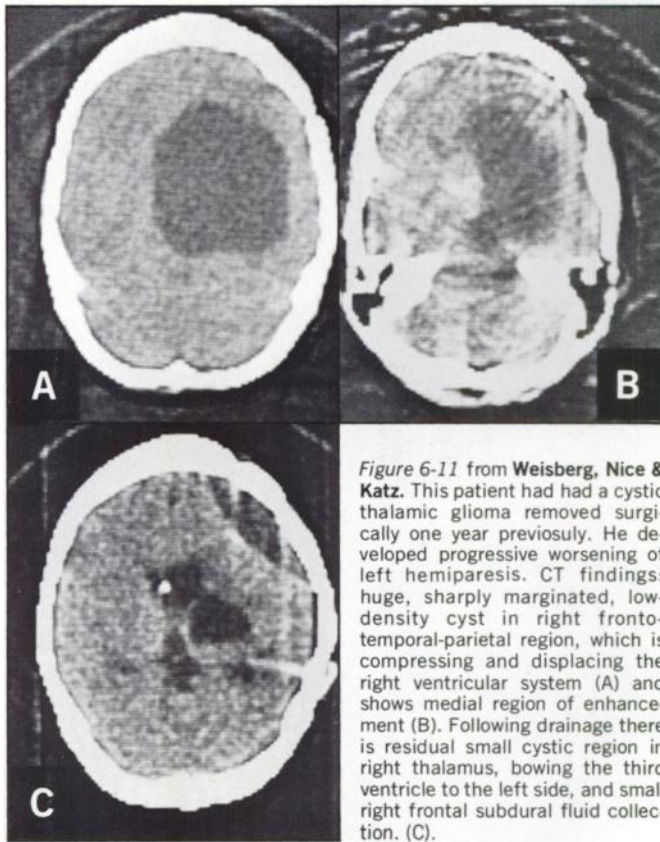 A
B
C
Figure 6-11 from Weisberg, Nice &
Katz. This patient had had a cystic
thalamic glioma removed surgi-
cally one year previosuly. He de-
veloped progressive worsening of
left hemiparesis. CT findings:
huge, sharply marginated, low-
density cyst in right fronto-
temporal-parietal region, which is
compressing and displacing the
right ventricular system (A) and
shows medial region of enhance-
ment (B). Following drainage there
is residual small cystic region in
right thalamus, bowing the third
ventricle to the left side, and small
right frontal subdural fluid collec-
tion. (C).